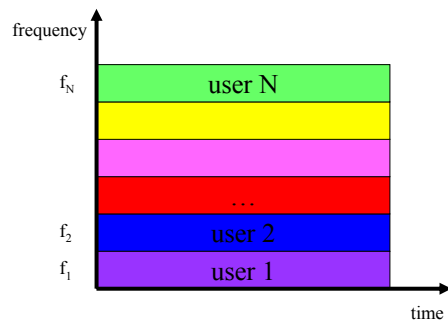 frequency
f_N user N
...
f_2 user 2
f_1 user 1
time